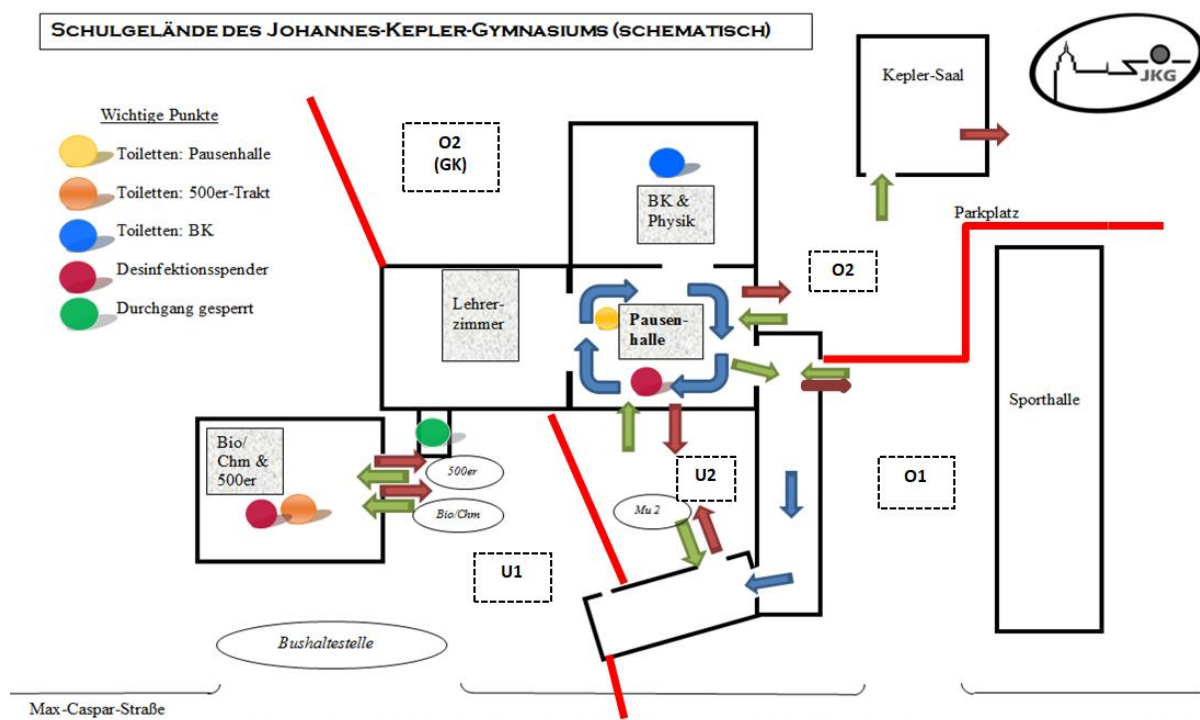 SCHULGELÄNDE DES JOHANNES-KEPLER-GYMNASIUMS (SCHEMATISCH)
JKG
Kepler-Saal
Wichtige Punkte
Toiletten: Pausenhalle
Toiletten: 500er-Trakt
Toiletten: BK
Desinfektionsspender
Durchgang gesperrt
O2
(GK)
BK &
Physik
Parkplatz
O2
Lehrer-
zimmer
Pausen-
halle
Sporthalle
Bio/
Chm &
500er
500er
Bio/Chm
U2
O1
Mu 2
U1
Bushaltestelle
Max-Caspar-Straße